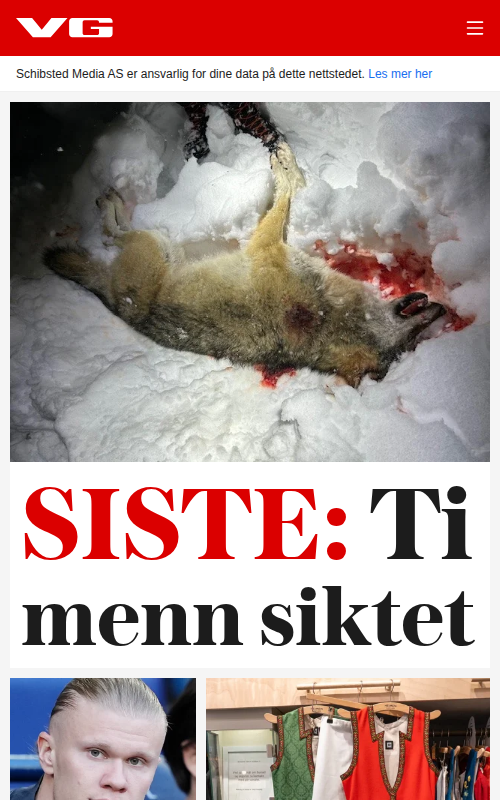 VG
Schibsted Media AS er ansvarlig for dine data på dette nettstedet. Les mer her
SISTE: Ti
menn siktet